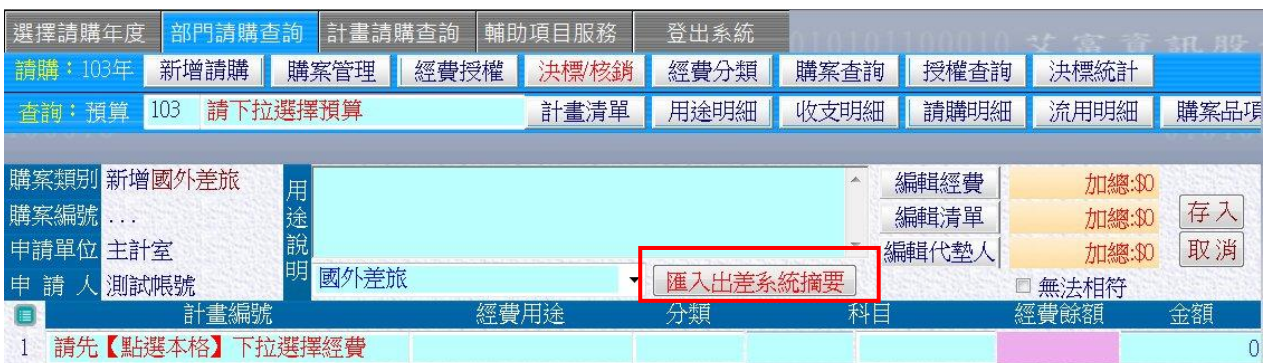 選擇請購年度 部門請購查詢 計畫請購查詢 輔助項目服務 登出系統
請購：103年 新增請購 購案管理 經費授權 決標/核銷 經費分類 購案查詢 授權查詢 決標統計
查詢：預算 103 請下拉選擇預算 計畫清單 用途明細 收支明細 請購明細 流用明細 購案品項
購案類別 新增國外差旅 用途說明 編輯經費 加總:$0
購案編號 ... 編輯清單 加總:$0 存入
申請單位 主計室 編輯代墊人 加總:$0 取消
申 請 人 測試帳號 國外差旅 匯入出差系統摘要 無法相符
計畫編號 經費用途 分類 科目 經費餘額 金額
1 請先【點選本格】下拉選擇經費 0